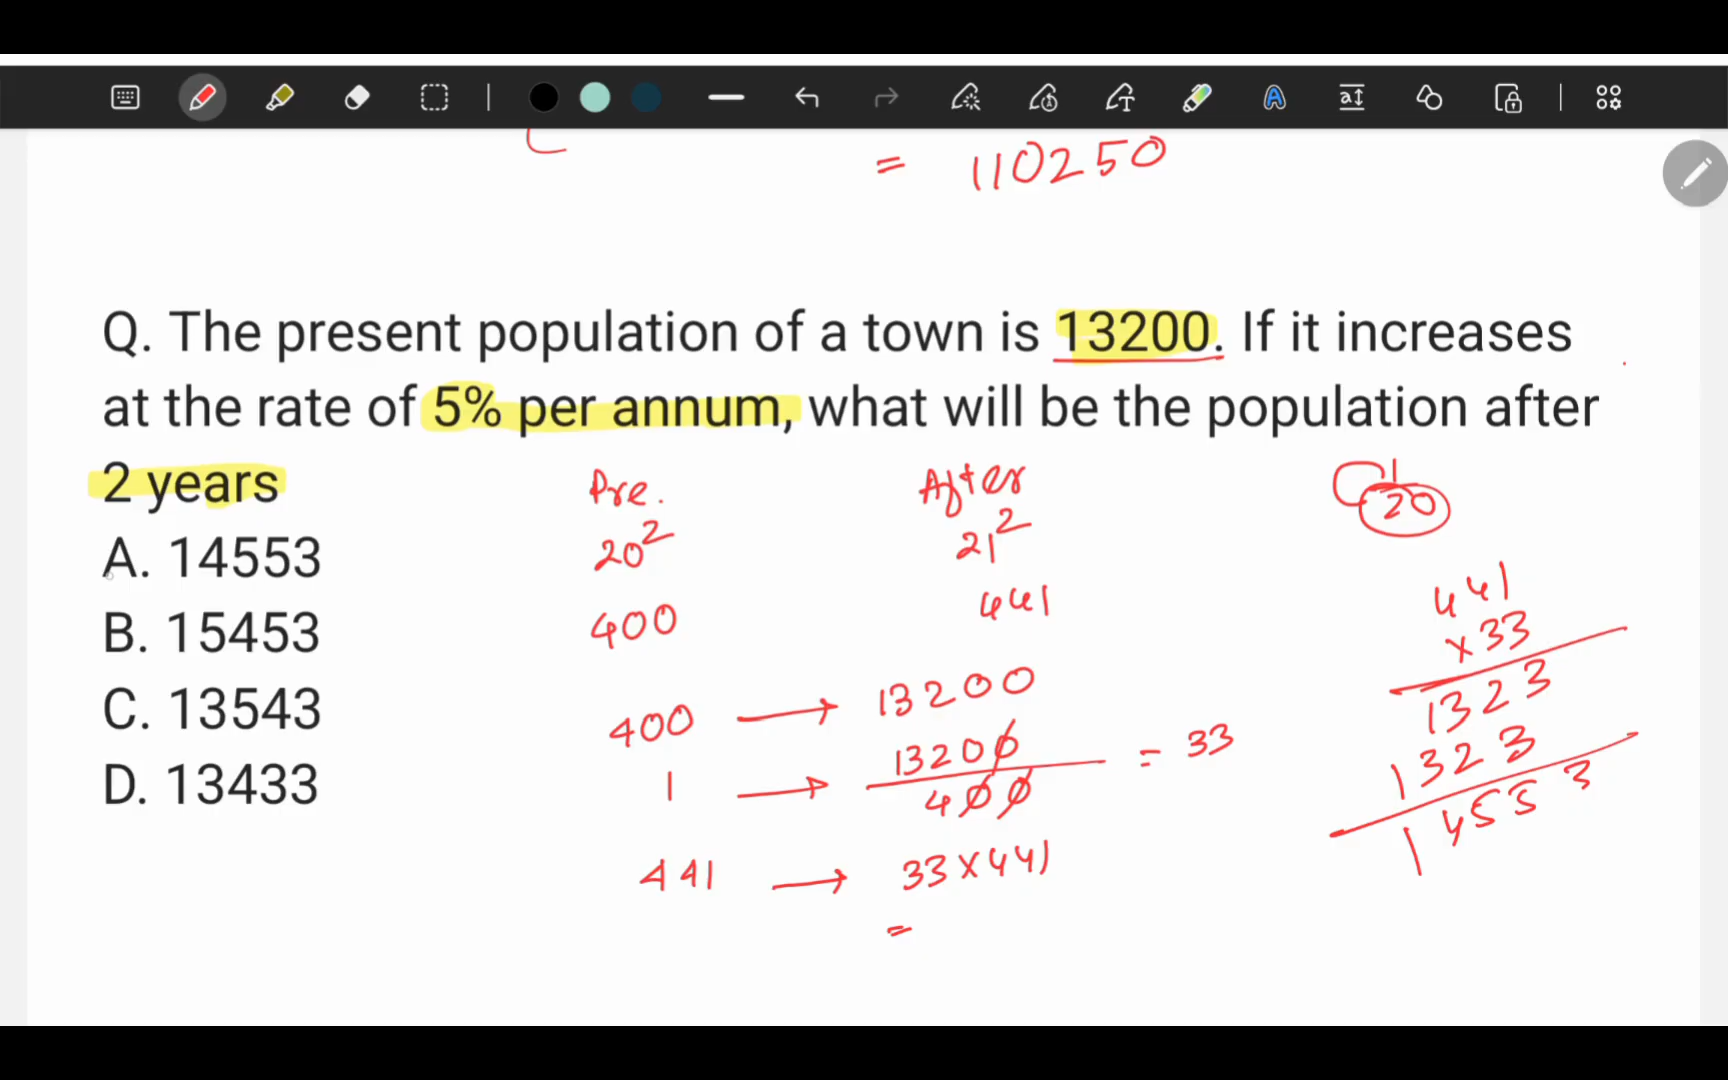 = 110250
Q. The present population of a town is 13200. If it increases
at the rate of 5% per annum, what will be the population after
2 years
A. 14553
B. 15453
C. 13543
D. 13433
Pre. After
20² 21²
400 441
400 → 13200
1 → 13200/400 = 33
441 → 33×441
=
1
20
441
×33
1323
1323
14553